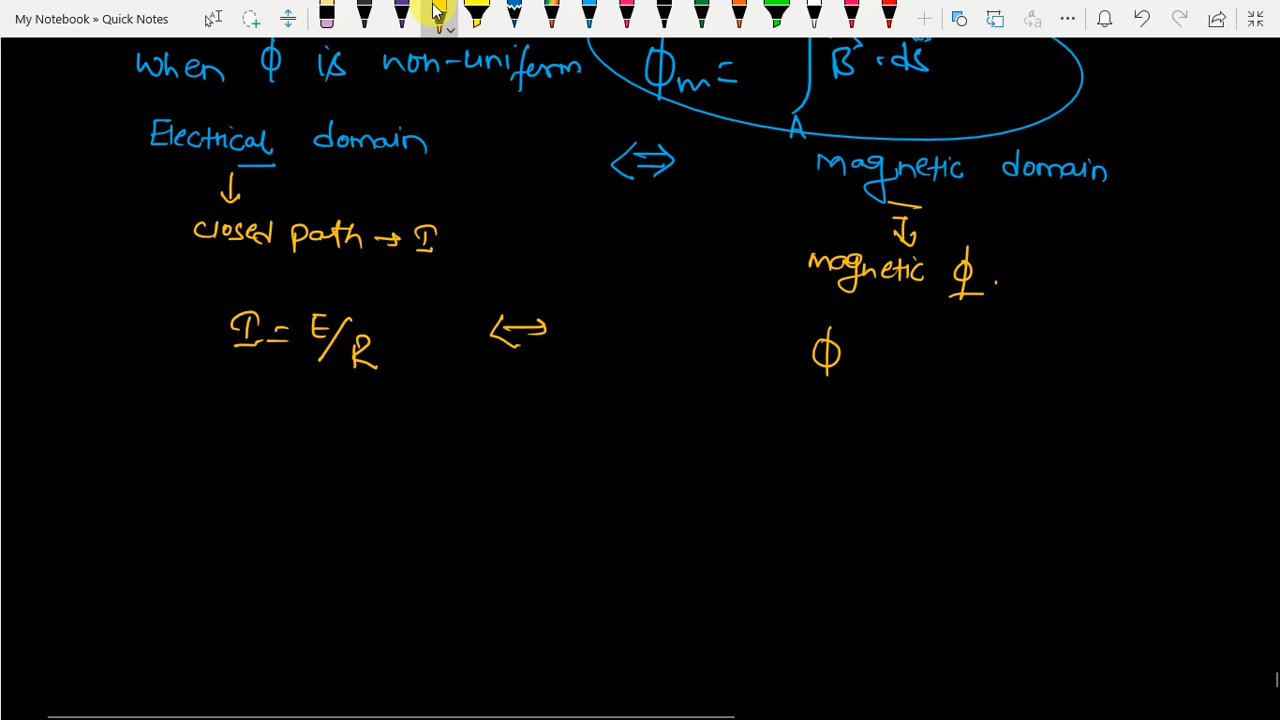 My Notebook » Quick Notes
when ϕ is non-uniform ϕm = ∫A B⃗ · ds⃗
Electrical domain ⇔ magnetic domain
↓ ↓
closed path → I magnetic ϕ.
I = E/R ⇔ ϕ